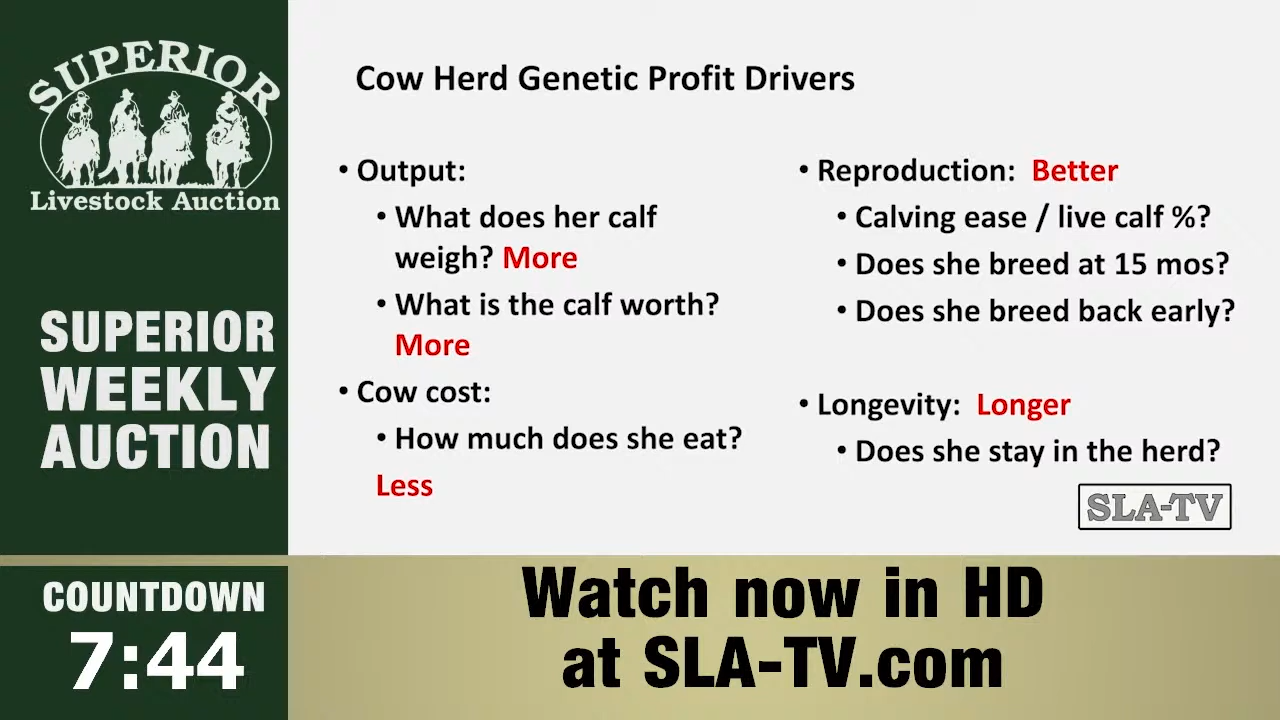 SUPERIOR
Livestock Auction
SUPERIOR
WEEKLY
AUCTION
COUNTDOWN
7:44
Cow Herd Genetic Profit Drivers
• Output:
• What does her calf
weigh? More
• What is the calf worth?
More
• Cow cost:
• How much does she eat?
Less
• Reproduction: Better
• Calving ease / live calf %?
• Does she breed at 15 mos?
• Does she breed back early?
• Longevity: Longer
• Does she stay in the herd?
SLA-TV
Watch now in HD
at SLA-TV.com